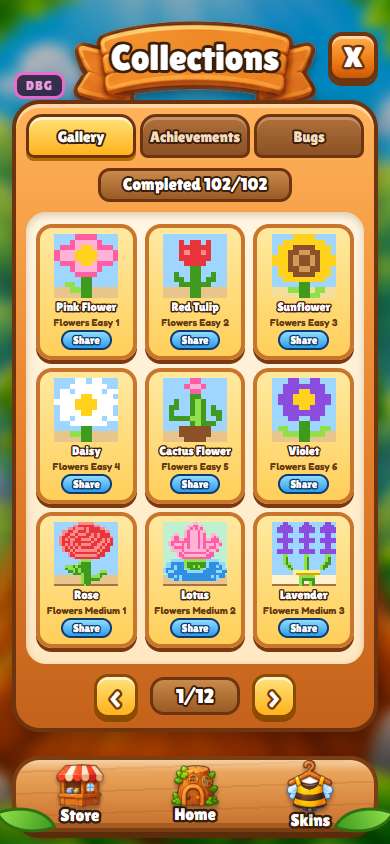 Collections
X
DBG
Gallery
Achievements
Bugs
Completed 102/102
Pink Flower
Flowers Easy 1
Share
Red Tulip
Flowers Easy 2
Share
Sunflower
Flowers Easy 3
Share
Daisy
Flowers Easy 4
Share
Cactus Flower
Flowers Easy 5
Share
Violet
Flowers Easy 6
Share
Rose
Flowers Medium 1
Share
Lotus
Flowers Medium 2
Share
Lavender
Flowers Medium 3
Share
1/12
Store
Home
Skins